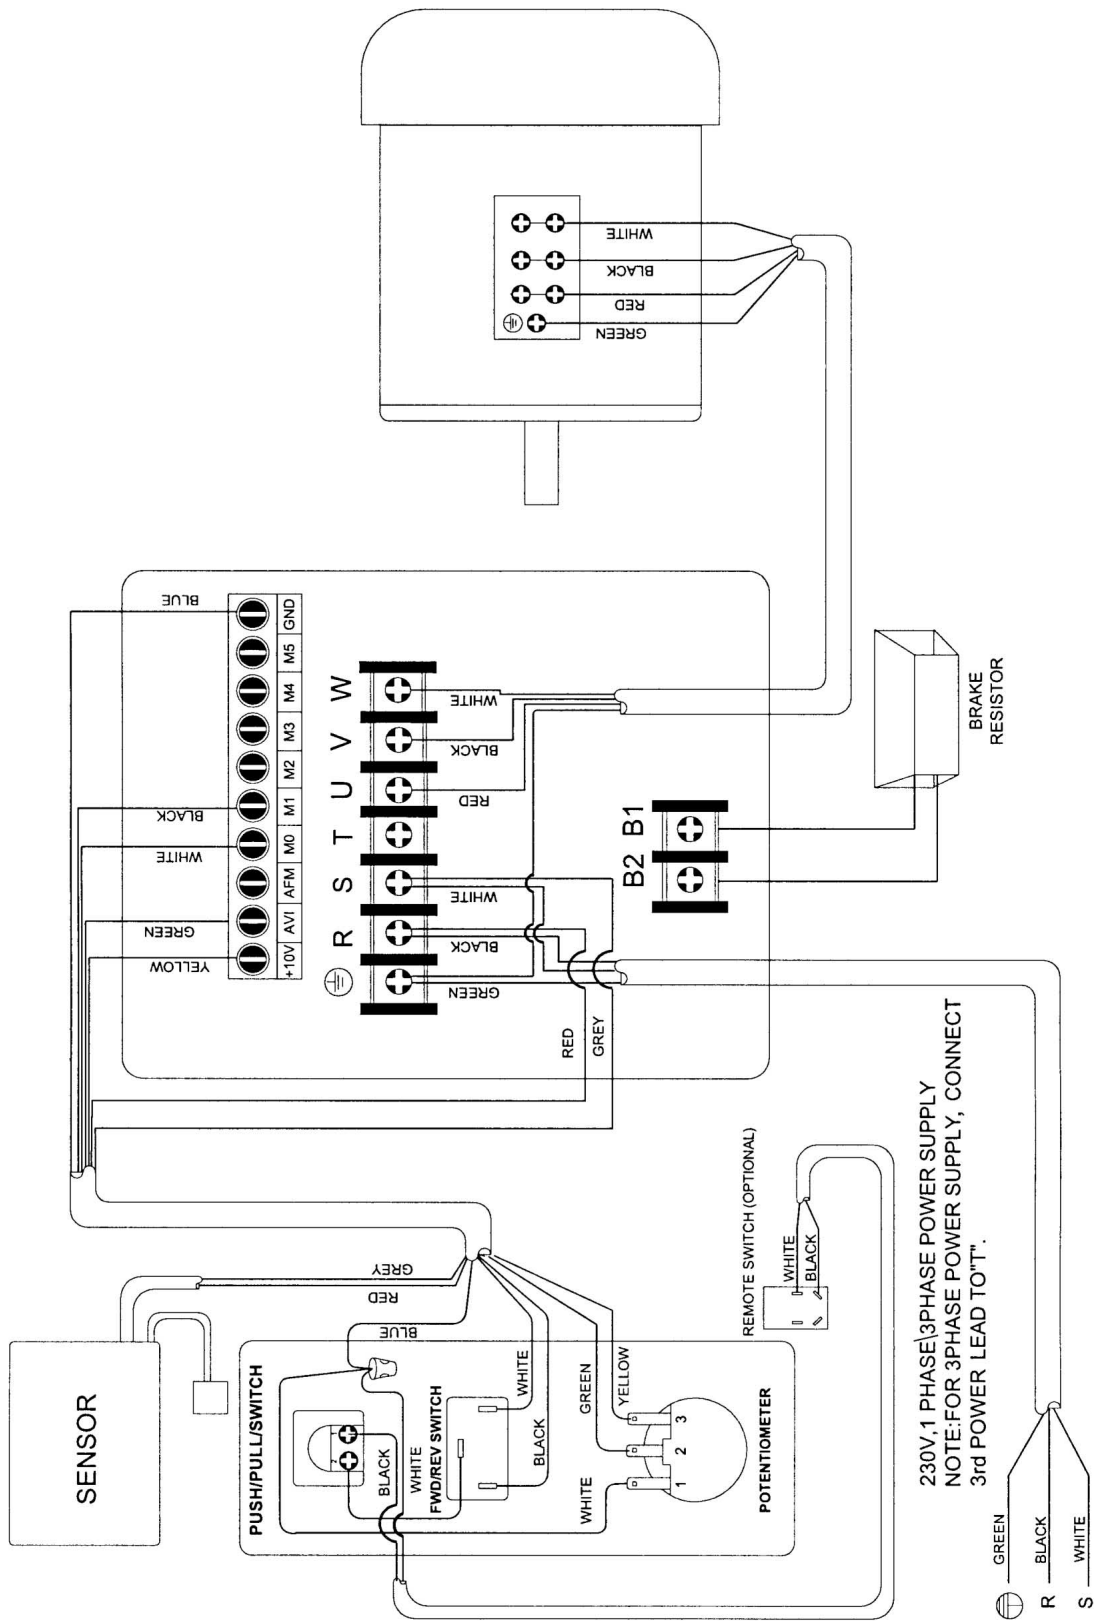 WHITE
BLACK
RED
GREEN
BLUE
BLACK
WHITE
GREEN
YELLOW
GND
M5
M4
M3
M2
M1
M0
AFM
AVI
+10V
W
V
U
T
S
R
WHITE
BLACK
RED
WHITE
BLACK
GREEN
B1
B2
BRAKE
RESISTOR
RED
GREY
SENSOR
GREY
RED
BLUE
PUSH/PULL/SWITCH
BLACK
WHITE
FWD/REV SWITCH
WHITE
BLACK
GREEN
YELLOW
WHITE
1
2
3
POTENTIOMETER
REMOTE SWITCH (OPTIONAL)
WHITE
BLACK
230V,1 PHASE\3PHASE POWER SUPPLY
NOTE:FOR 3PHASE POWER SUPPLY, CONNECT
3rd POWER LEAD TO"T".
GREEN
R BLACK
S WHITE